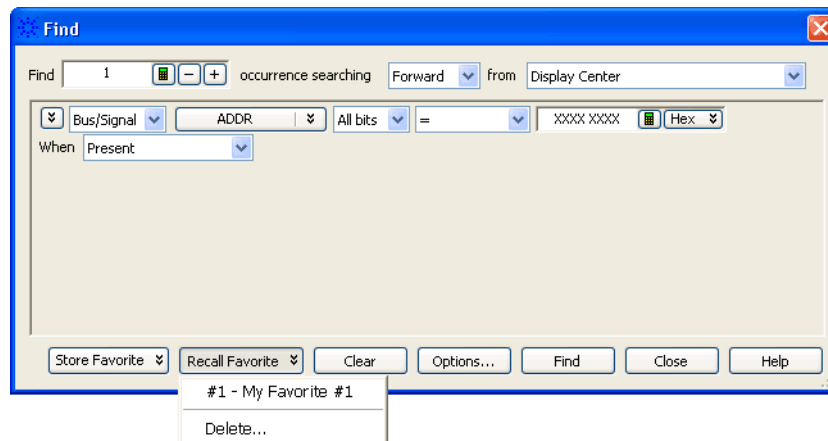 Find
Find 1 − + occurrence searching Forward from Display Center
Bus/Signal ADDR All bits = XXXX XXXX Hex
When Present
Store Favorite Recall Favorite Clear Options... Find Close Help
#1 - My Favorite #1
Delete...